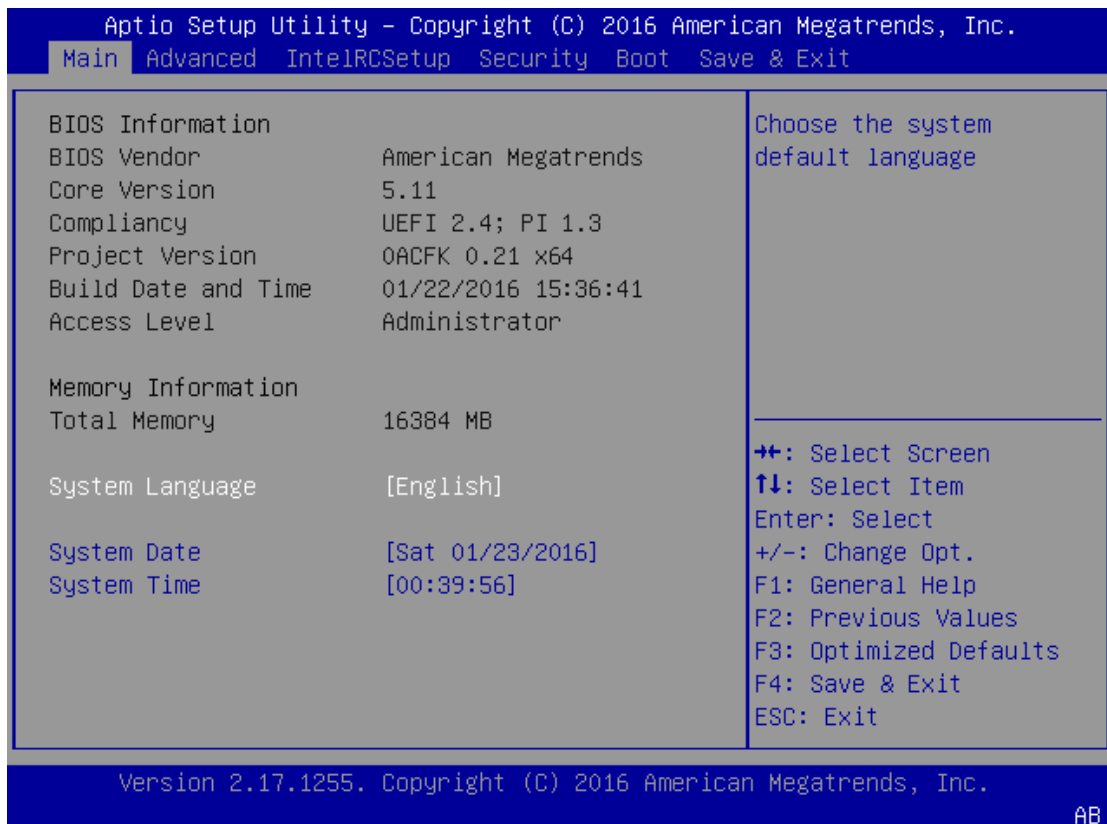 Aptio Setup Utility – Copyright (C) 2016 American Megatrends, Inc.
Main Advanced IntelRCSetup Security Boot Save & Exit
BIOS Information
BIOS Vendor American Megatrends
Core Version 5.11
Compliancy UEFI 2.4; PI 1.3
Project Version 0ACFK 0.21 x64
Build Date and Time 01/22/2016 15:36:41
Access Level Administrator
Memory Information
Total Memory 16384 MB
System Language [English]
System Date [Sat 01/23/2016]
System Time [00:39:56]
Choose the system
default language
→←: Select Screen
↑↓: Select Item
Enter: Select
+/-: Change Opt.
F1: General Help
F2: Previous Values
F3: Optimized Defaults
F4: Save & Exit
ESC: Exit
Version 2.17.1255. Copyright (C) 2016 American Megatrends, Inc.
AB